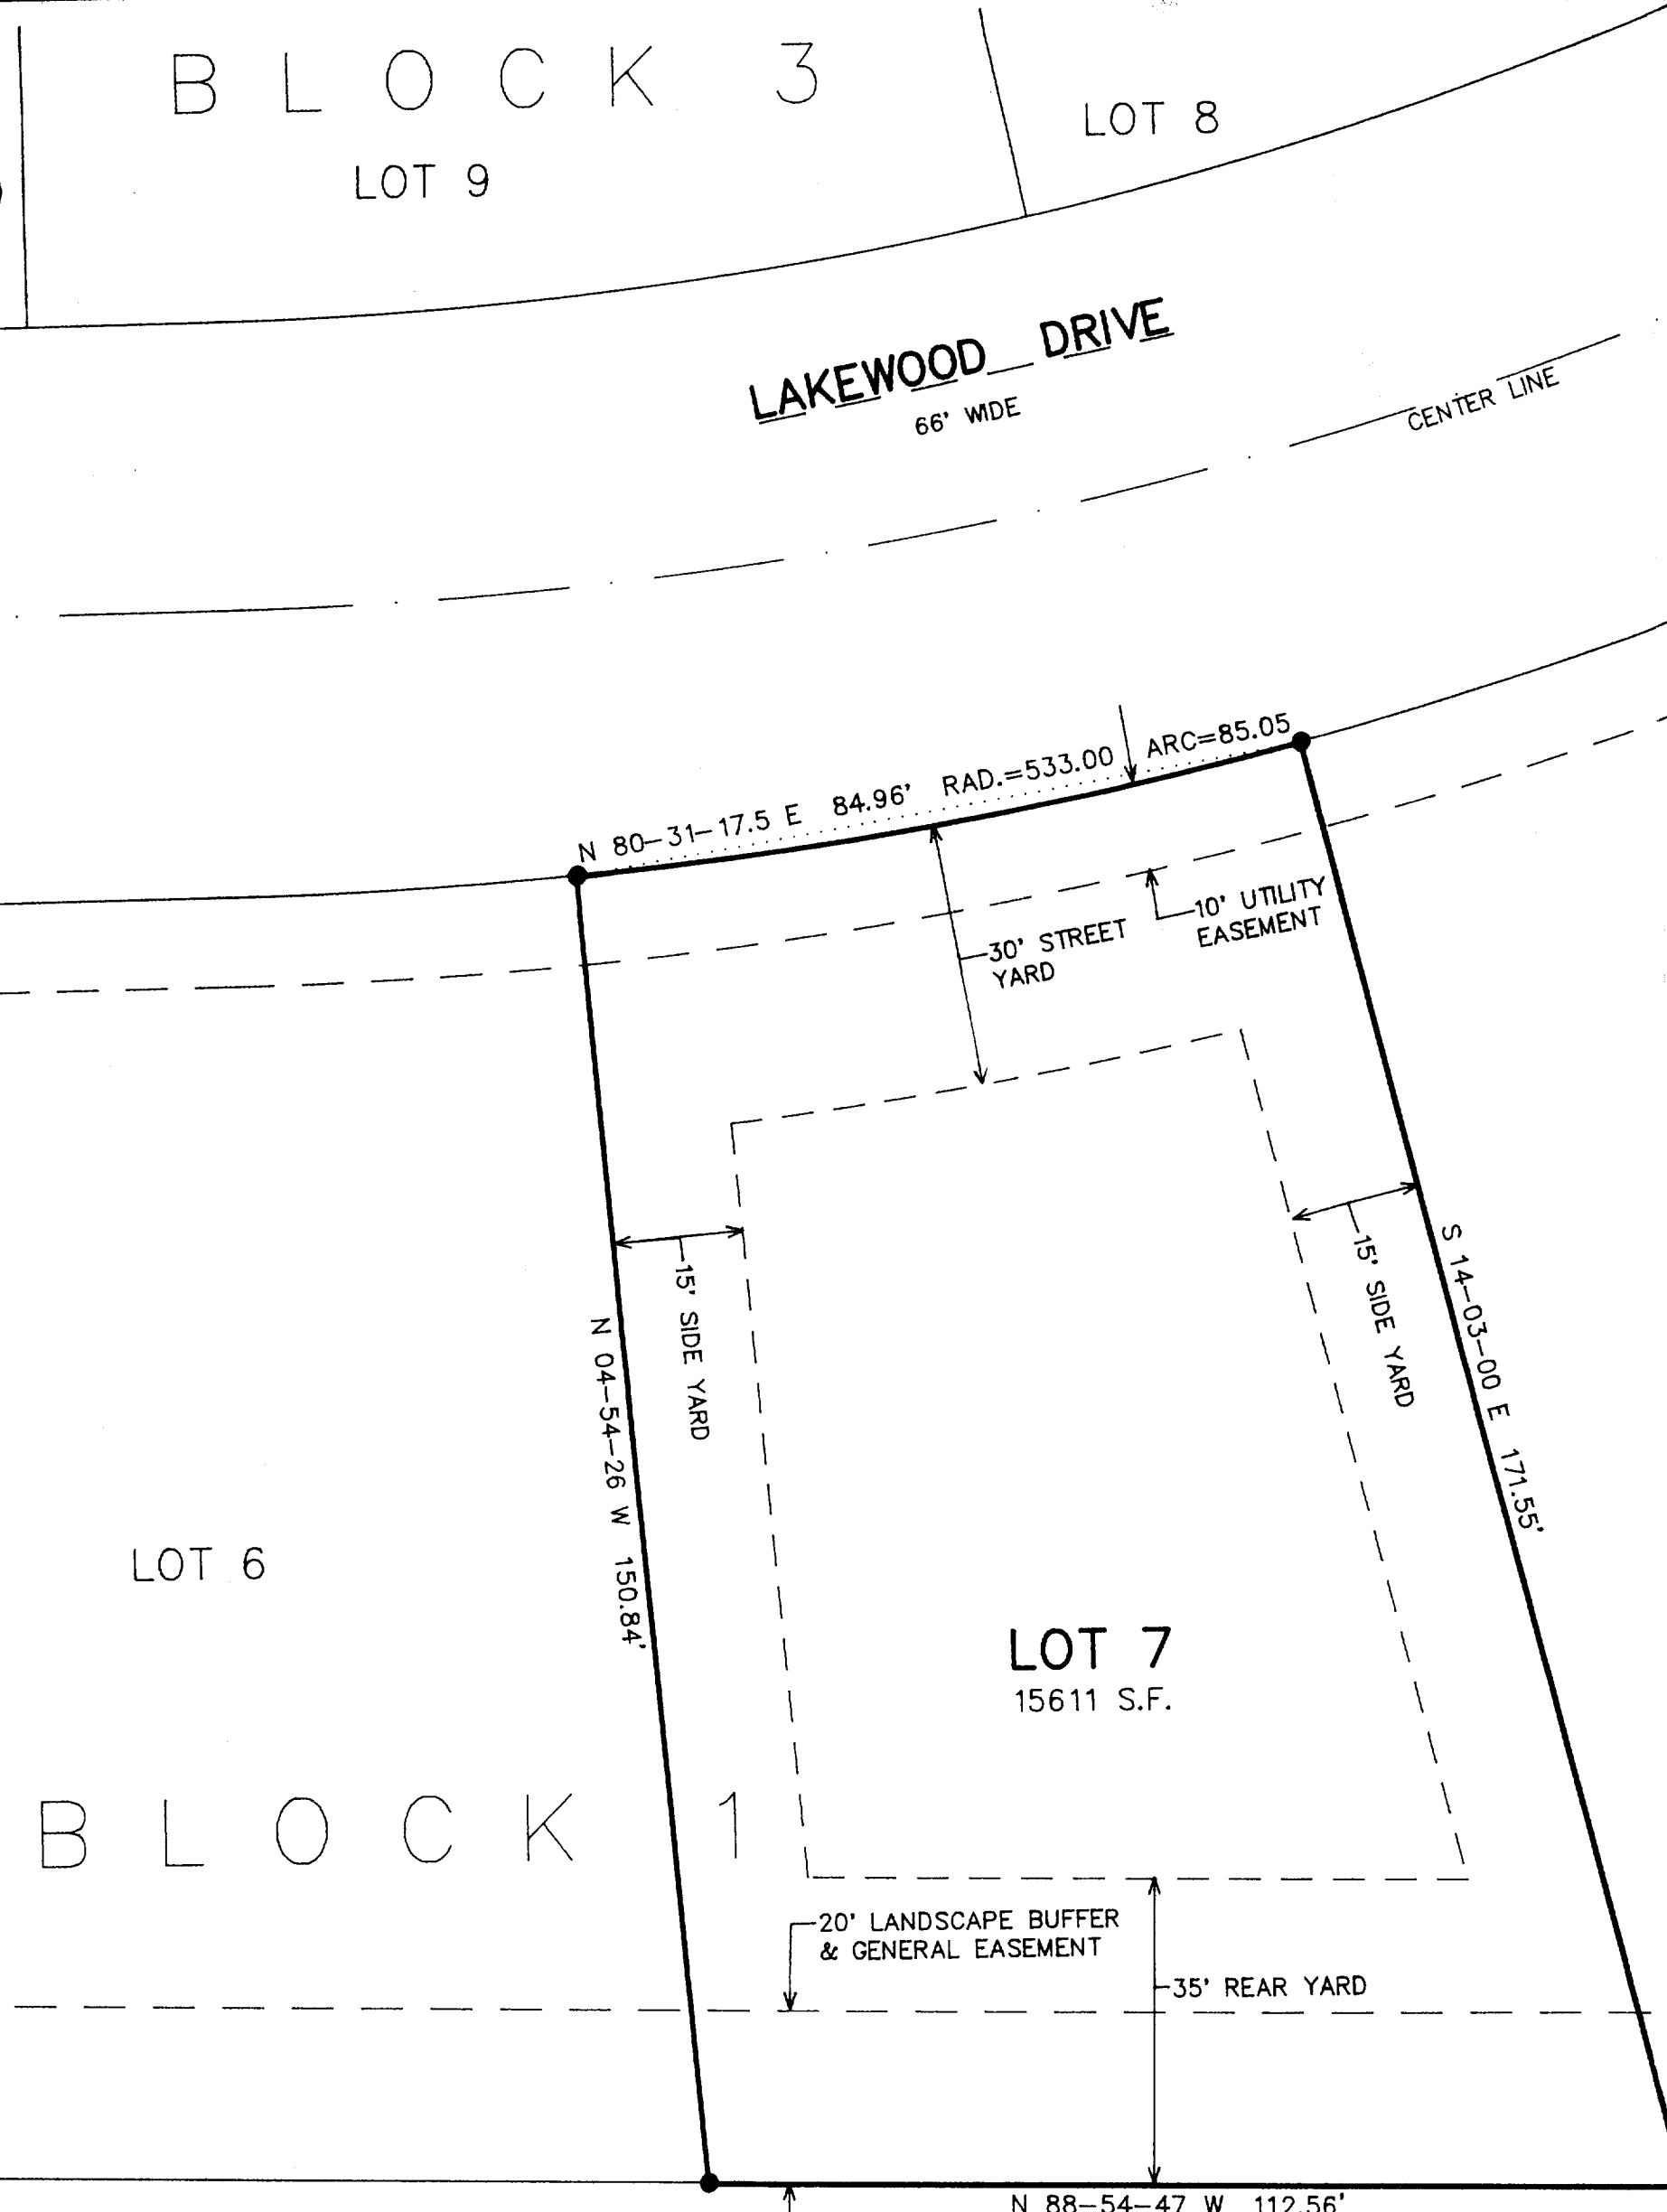 BLOCK 3
LOT 9
LOT 8
LAKEWOOD DRIVE
66' WIDE
CENTER LINE
N 80-31-17.5 E 84.96' RAD.=533.00 ARC=85.05
10' UTILITY
EASEMENT
30' STREET
YARD
15' SIDE YARD
15' SIDE YARD
N 04-54-26 W 150.84'
S 14-03-00 E 171.55'
LOT 6
LOT 7
15611 S.F.
BLOCK 1
20' LANDSCAPE BUFFER
& GENERAL EASEMENT
35' REAR YARD
N 88-54-47 W 112.56'